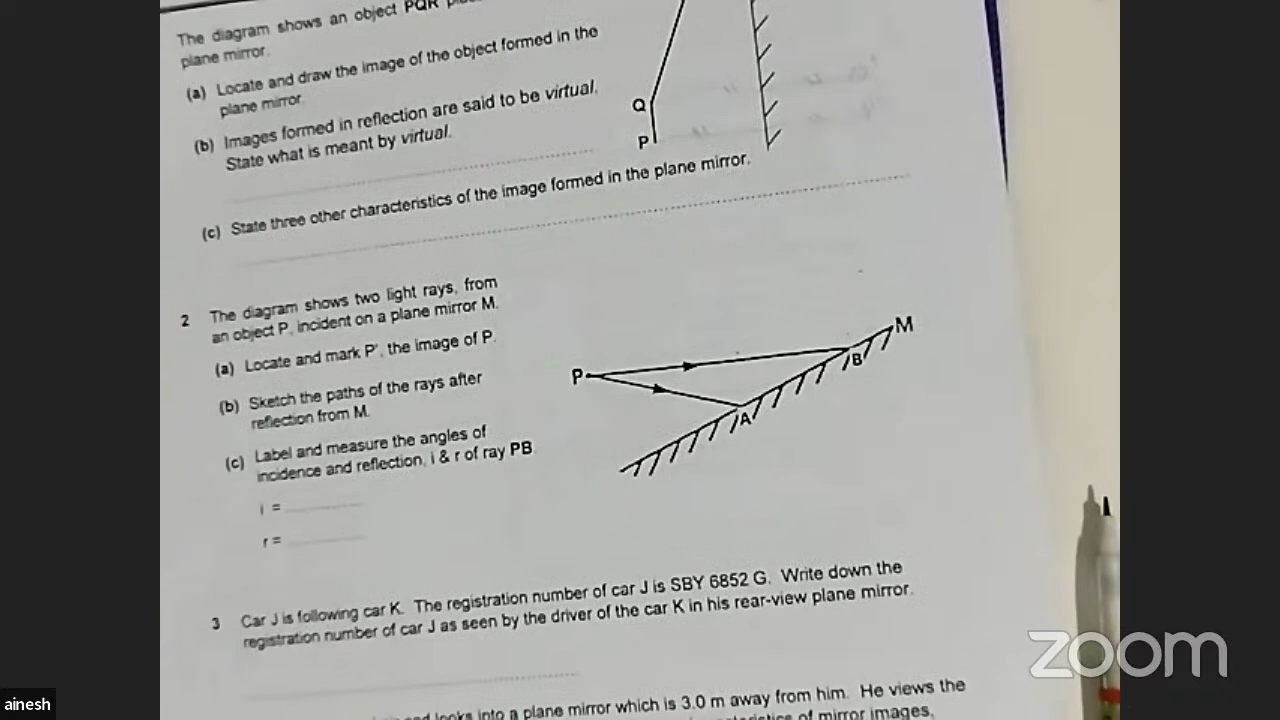 The diagram shows an object PQR
plane mirror.
(a) Locate and draw the image of the object formed in the
plane mirror
(b) Images formed in reflection are said to be virtual.
State what is meant by virtual.
Q
P
(c) State three other characteristics of the image formed in the plane mirror.
2 The diagram shows two light rays, from
an object P, incident on a plane mirror M.
(a) Locate and mark P', the image of P.
(b) Sketch the paths of the rays after
reflection from M.
(c) Label and measure the angles of
incidence and reflection, i & r of ray PB
i =
r =
M
B
P
A
3 Car J is following car K. The registration number of car J is SBY 6852 G. Write down the
registration number of car J as seen by the driver of the car K in his rear-view plane mirror.
looks into a plane mirror which is 3.0 m away from him. He views the
of mirror images,
zoom
ainesh